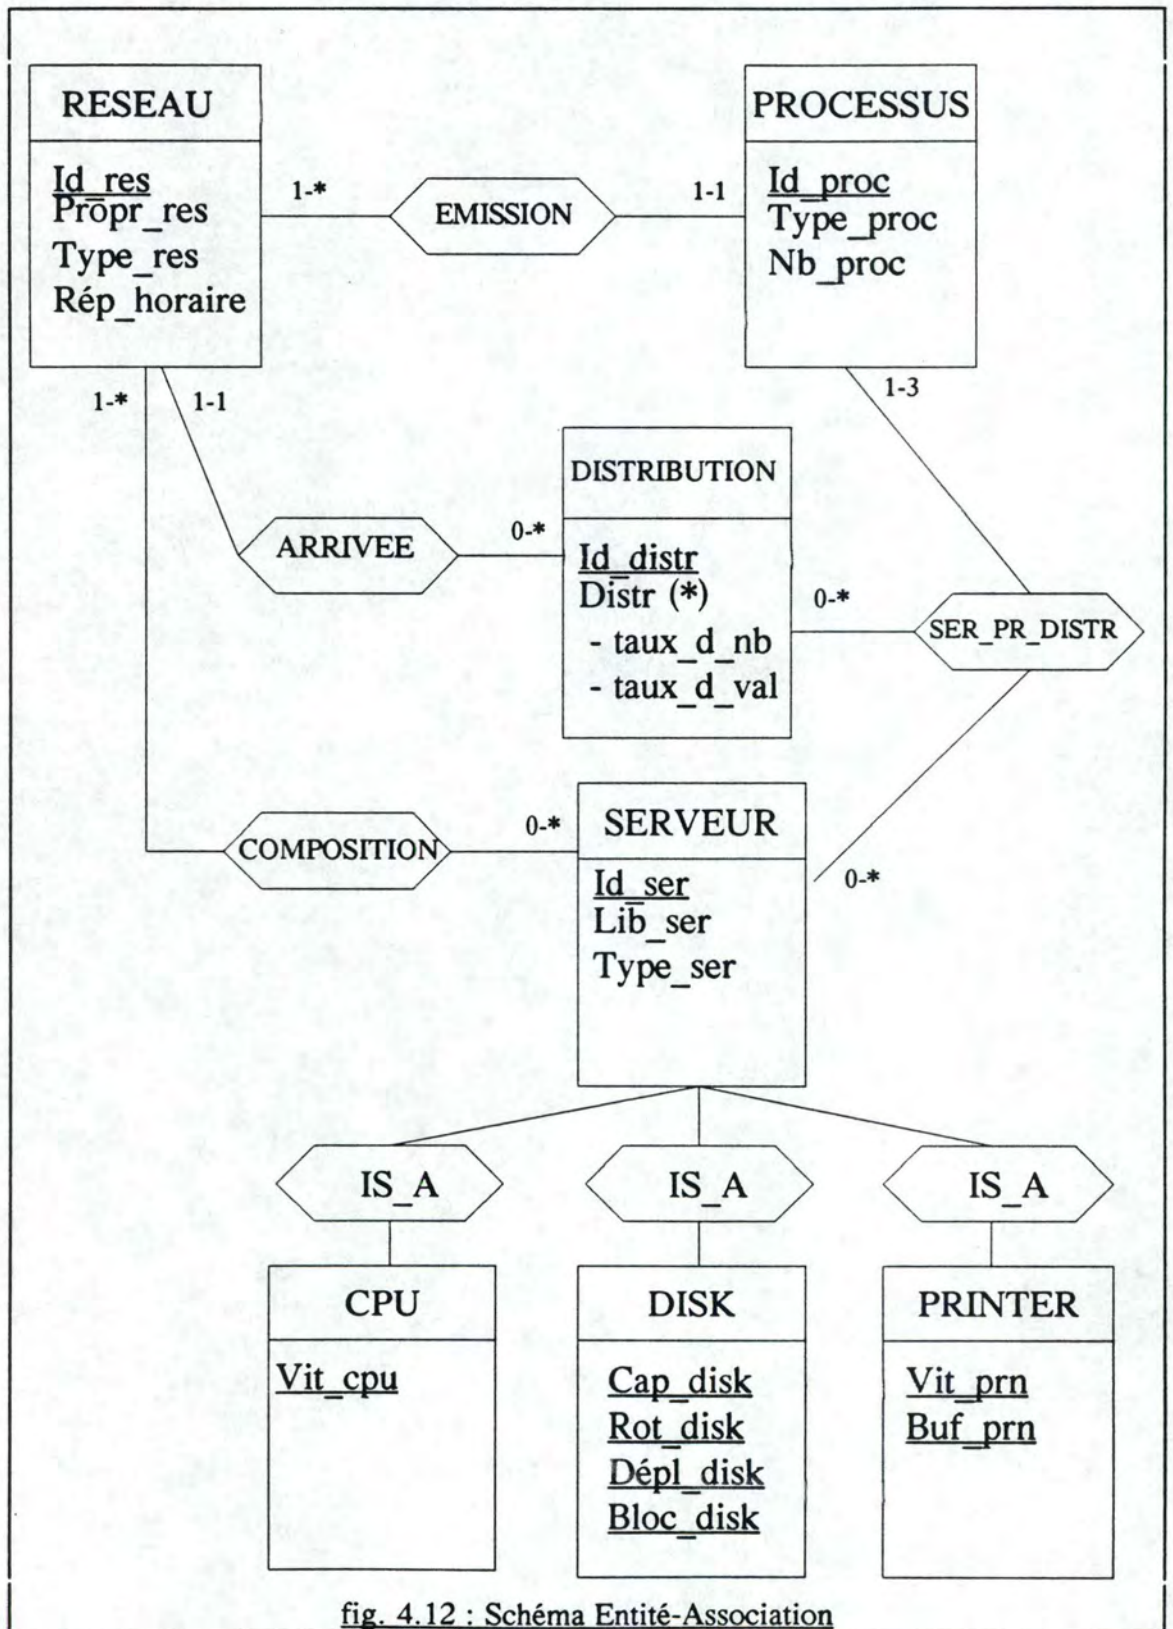 RESEAU
Id_res
Propr_res
Type_res
Rép_horaire
1-*
EMISSION
1-1
PROCESSUS
Id_proc
Type_proc
Nb_proc
1-*
1-1
1-3
DISTRIBUTION
Id_distr
Distr (*)
- taux_d_nb
- taux_d_val
ARRIVEE
0-*
0-*
SER_PR_DISTR
COMPOSITION
0-*
SERVEUR
Id_ser
Lib_ser
Type_ser
0-*
IS_A
IS_A
IS_A
CPU
Vit_cpu
DISK
Cap_disk
Rot_disk
Dépl_disk
Bloc_disk
PRINTER
Vit_prn
Buf_prn
fig. 4.12 : Schéma Entité-Association